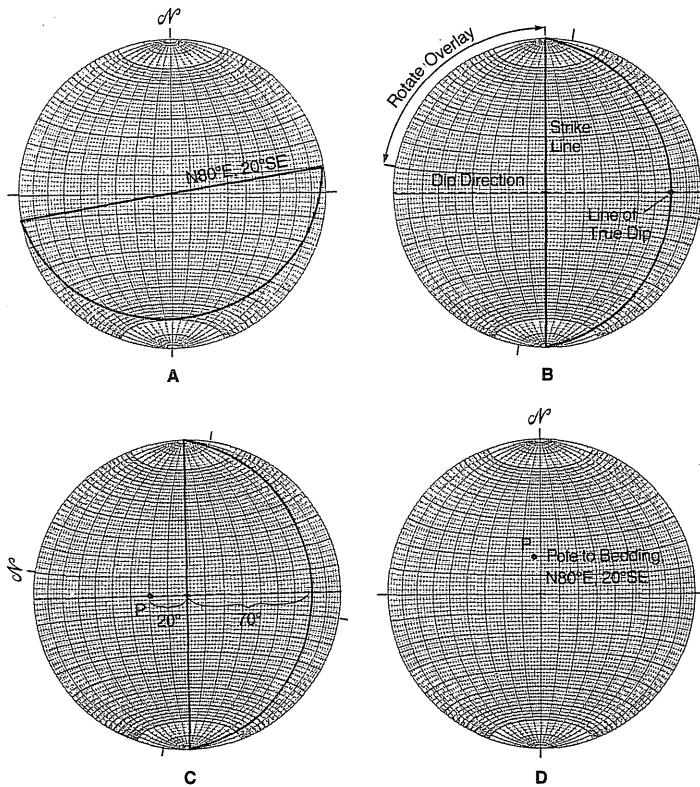 N
N80°E, 20°SE
A
Rotate Overlay
Strike
Line
Dip Direction
Line of
True Dip
B
N
P
20°
70°
C
N
P
Pole to Bedding
N80°E, 20°SE
D